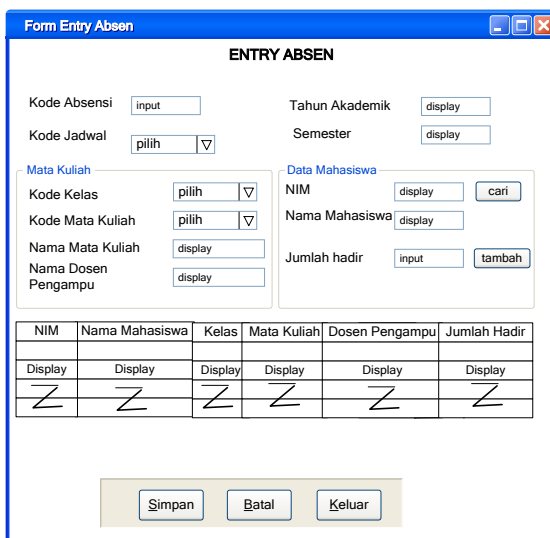 Form Entry Absen
ENTRY ABSEN
Kode Absensi input
Tahun Akademik display
Kode Jadwal pilih
Semester display
Mata Kuliah
Kode Kelas pilih
Kode Mata Kuliah pilih
Nama Mata Kuliah display
Nama Dosen
Pengampu display
Data Mahasiswa
NIM display cari
Nama Mahasiswa display
Jumlah hadir input tambah
NIM Nama Mahasiswa Kelas Mata Kuliah Dosen Pengampu Jumlah Hadir
Display Display Display Display Display Display
Simpan Batal Keluar